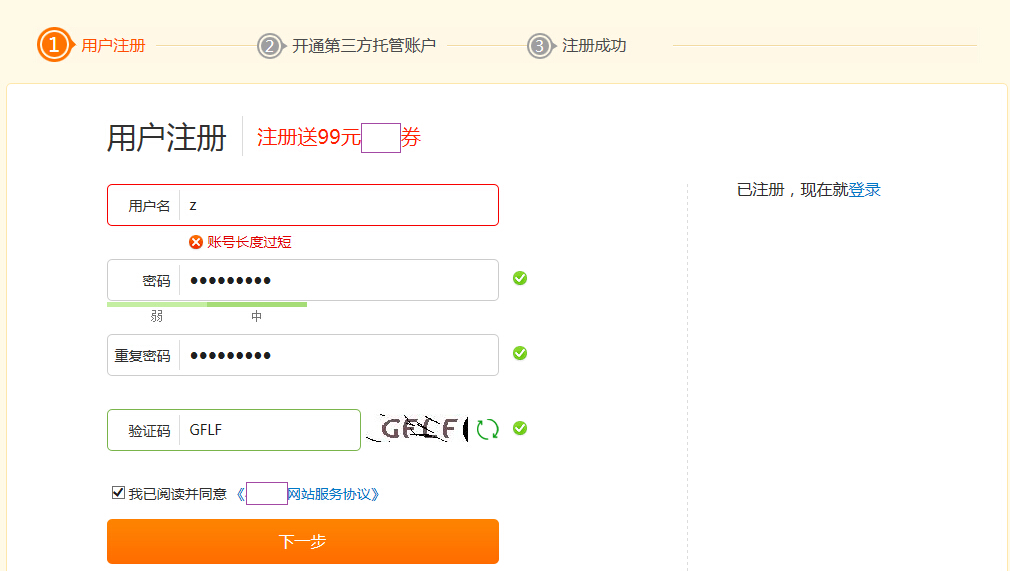 1 用户注册 2 开通第三方托管账户 3 注册成功
用户注册 注册送99元 券
已注册，现在就登录
用户名 z
账号长度过短
密码 ●●●●●●●●●
弱 中
重复密码 ●●●●●●●●●
验证码 GFLF GFLF
我已阅读并同意《 网站服务协议》
下一步